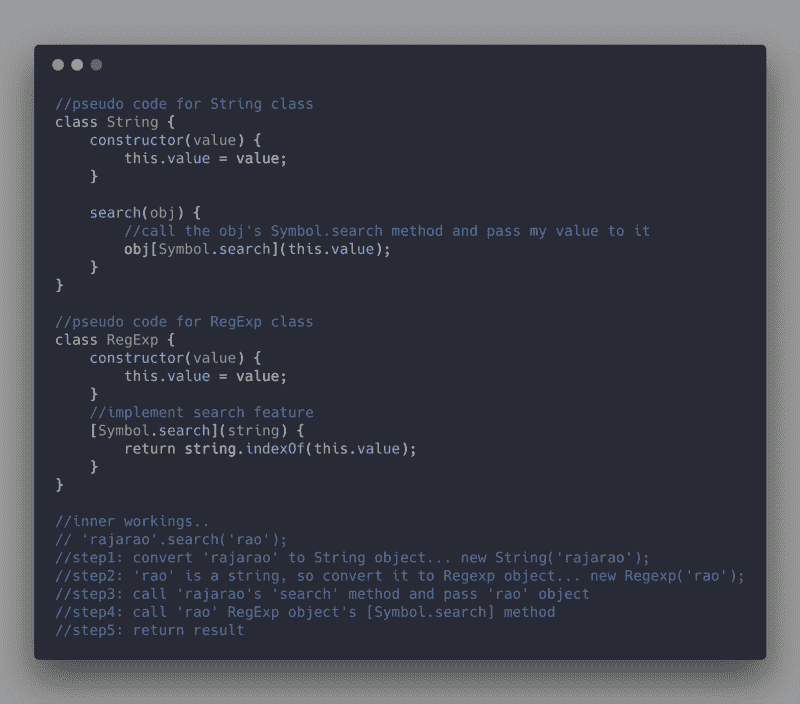 //pseudo code for String class
class String {
    constructor(value) {
        this.value = value;
    }

    search(obj) {
        //call the obj's Symbol.search method and pass my value to it
        obj[Symbol.search](this.value);
    }
}

//pseudo code for RegExp class
class RegExp {
    constructor(value) {
        this.value = value;
    }
    //implement search feature
    [Symbol.search](string) {
        return string.indexOf(this.value);
    }
}

//inner workings..
// 'rajarao'.search('rao');
//step1: convert 'rajarao' to String object... new String('rajarao');
//step2: 'rao' is a string, so convert it to Regexp object... new Regexp('rao');
//step3: call 'rajarao's 'search' method and pass 'rao' object
//step4: call 'rao' RegExp object's [Symbol.search] method
//step5: return result